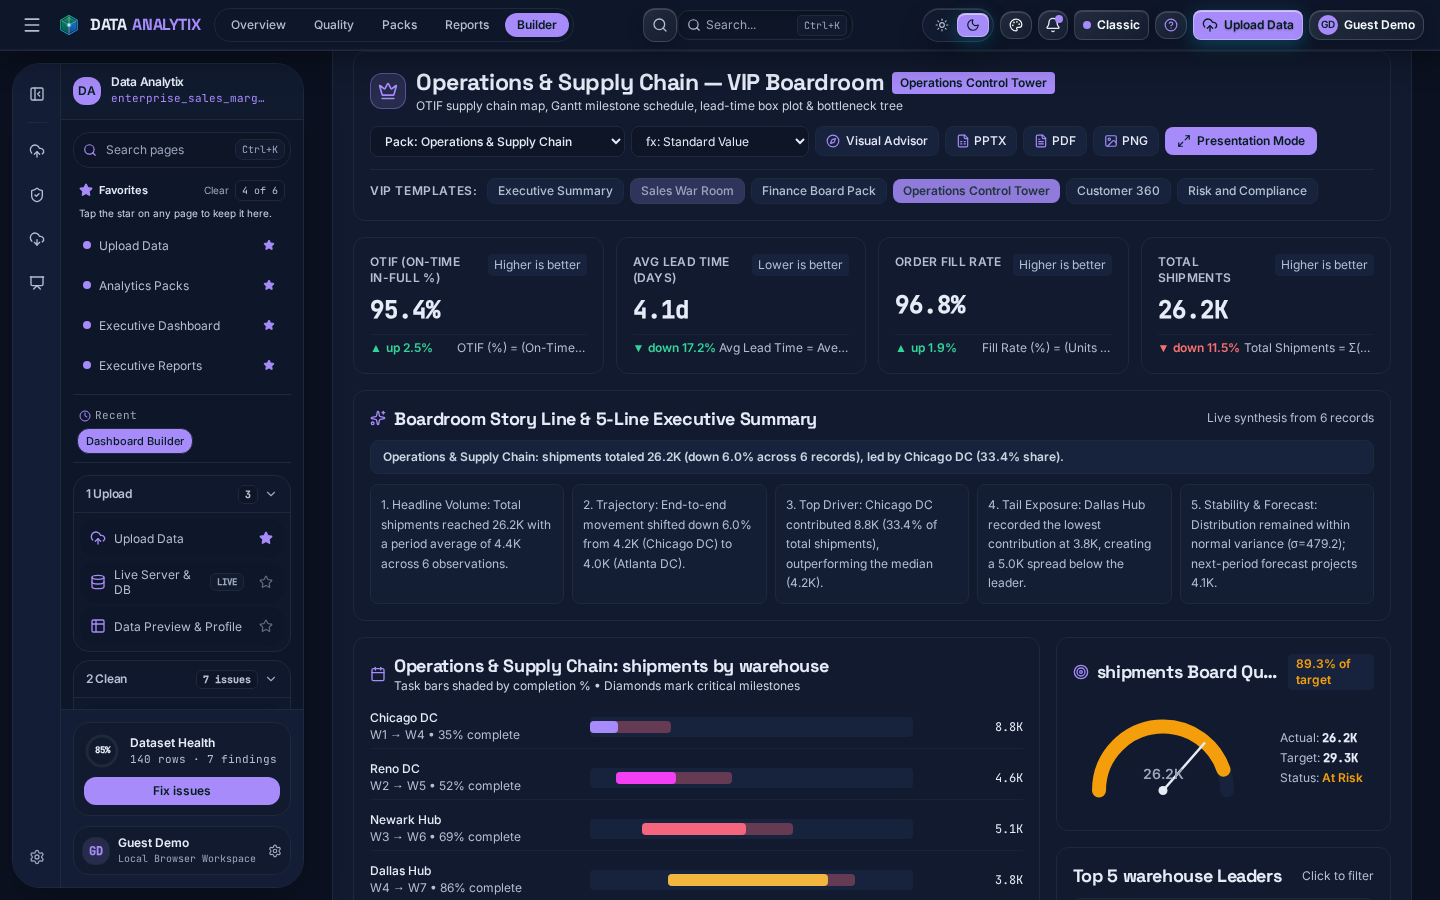 DATA ANALYTIX
Overview
Quality
Packs
Reports
Builder
Search...
Ctrl+K
Classic
Upload Data
GD
Guest Demo
DA
Data Analytix
enterprise_sales_marg…
Search pages
Ctrl+K
Favorites
Clear
4 of 6
Tap the star on any page to keep it here.
Upload Data
Analytics Packs
Executive Dashboard
Executive Reports
Recent
Dashboard Builder
1 Upload
3
Upload Data
Live Server &
DB
LIVE
Data Preview & Profile
2 Clean
7 issues
85%
Dataset Health
140 rows · 7 findings
Fix issues
GD
Guest Demo
Local Browser Workspace
Operations & Supply Chain — VIP Boardroom
Operations Control Tower
OTIF supply chain map, Gantt milestone schedule, lead-time box plot & bottleneck tree
Pack: Operations & Supply Chain
fx: Standard Value
Visual Advisor
PPTX
PDF
PNG
Presentation Mode
VIP TEMPLATES:
Executive Summary
Sales War Room
Finance Board Pack
Operations Control Tower
Customer 360
Risk and Compliance
OTIF (ON-TIME
IN-FULL %)
Higher is better
95.4%
▲ up 2.5%
OTIF (%) = (On-Time…
AVG LEAD TIME
(DAYS)
Lower is better
4.1d
▼ down 17.2%
Avg Lead Time = Ave…
ORDER FILL RATE
Higher is better
96.8%
▲ up 1.9%
Fill Rate (%) = (Units …
TOTAL
SHIPMENTS
Higher is better
26.2K
▼ down 11.5%
Total Shipments = Σ(…
Boardroom Story Line & 5-Line Executive Summary
Live synthesis from 6 records
Operations & Supply Chain: shipments totaled 26.2K (down 6.0% across 6 records), led by Chicago DC (33.4% share).
1. Headline Volume: Total
shipments reached 26.2K with
a period average of 4.4K
across 6 observations.
2. Trajectory: End-to-end
movement shifted down 6.0%
from 4.2K (Chicago DC) to
4.0K (Atlanta DC).
3. Top Driver: Chicago DC
contributed 8.8K (33.4% of
total shipments),
outperforming the median
(4.2K).
4. Tail Exposure: Dallas Hub
recorded the lowest
contribution at 3.8K, creating
a 5.0K spread below the
leader.
5. Stability & Forecast:
Distribution remained within
normal variance (σ=479.2);
next-period forecast projects
4.1K.
Operations & Supply Chain: shipments by warehouse
Task bars shaded by completion % • Diamonds mark critical milestones
Chicago DC
W1 → W4 • 35% complete
8.8K
Reno DC
W2 → W5 • 52% complete
4.6K
Newark Hub
W3 → W6 • 69% complete
5.1K
Dallas Hub
W4 → W7 • 86% complete
3.8K
shipments Board Qu…
89.3% of
target
26.2K
Actual: 26.2K
Target: 29.3K
Status: At Risk
Top 5 warehouse Leaders
Click to filter